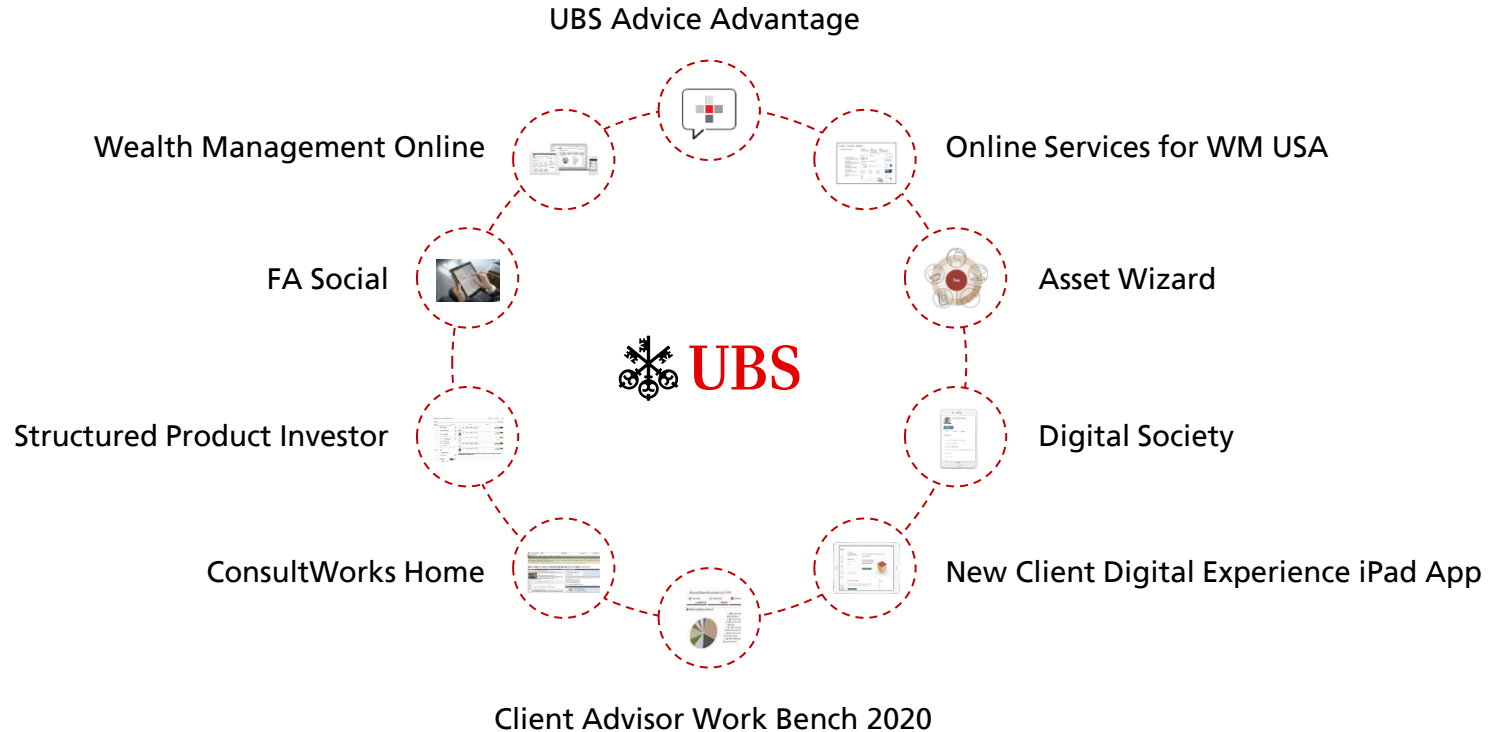 UBS Advice Advantage
Wealth Management Online
Online Services for WM USA
FA Social
Asset Wizard
UBS
Structured Product Investor
Digital Society
ConsultWorks Home
New Client Digital Experience iPad App
Client Advisor Work Bench 2020